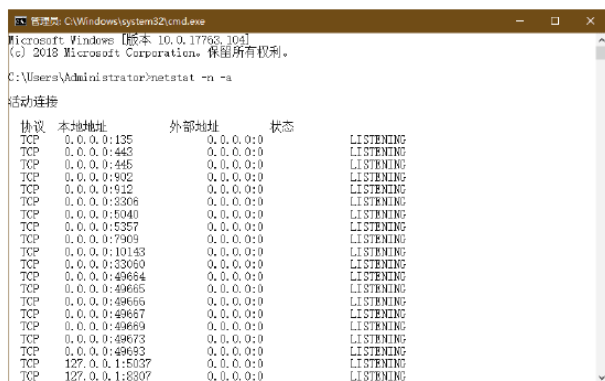 管理员: C:\Windows\system32\cmd.exe
Microsoft Windows [版本 10.0.17763.104]
(c) 2018 Microsoft Corporation。保留所有权利。
C:\Users\Administrator>netstat -n -a
活动连接
协议 本地地址 外部地址 状态
TCP 0.0.0.0:135 0.0.0.0:0 LISTENING
TCP 0.0.0.0:443 0.0.0.0:0 LISTENING
TCP 0.0.0.0:445 0.0.0.0:0 LISTENING
TCP 0.0.0.0:902 0.0.0.0:0 LISTENING
TCP 0.0.0.0:912 0.0.0.0:0 LISTENING
TCP 0.0.0.0:3306 0.0.0.0:0 LISTENING
TCP 0.0.0.0:5040 0.0.0.0:0 LISTENING
TCP 0.0.0.0:5357 0.0.0.0:0 LISTENING
TCP 0.0.0.0:7909 0.0.0.0:0 LISTENING
TCP 0.0.0.0:10143 0.0.0.0:0 LISTENING
TCP 0.0.0.0:33060 0.0.0.0:0 LISTENING
TCP 0.0.0.0:49664 0.0.0.0:0 LISTENING
TCP 0.0.0.0:49665 0.0.0.0:0 LISTENING
TCP 0.0.0.0:49666 0.0.0.0:0 LISTENING
TCP 0.0.0.0:49667 0.0.0.0:0 LISTENING
TCP 0.0.0.0:49669 0.0.0.0:0 LISTENING
TCP 0.0.0.0:49673 0.0.0.0:0 LISTENING
TCP 0.0.0.0:49693 0.0.0.0:0 LISTENING
TCP 127.0.0.1:5037 0.0.0.0:0 LISTENING
TCP 127.0.0.1:8307 0.0.0.0:0 LISTENING